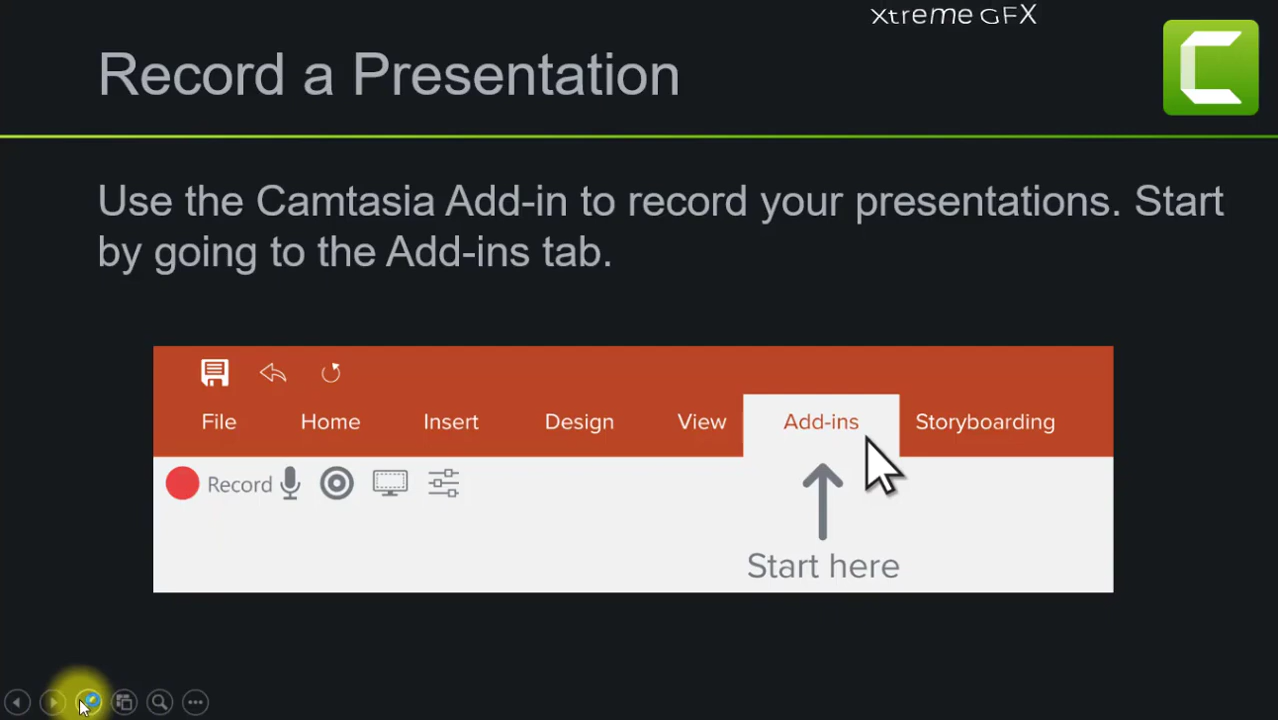 Xtreme GFX
Record a Presentation
Use the Camtasia Add-in to record your presentations. Start
by going to the Add-ins tab.
File Home Insert Design View Add-ins Storyboarding
Record
Start here